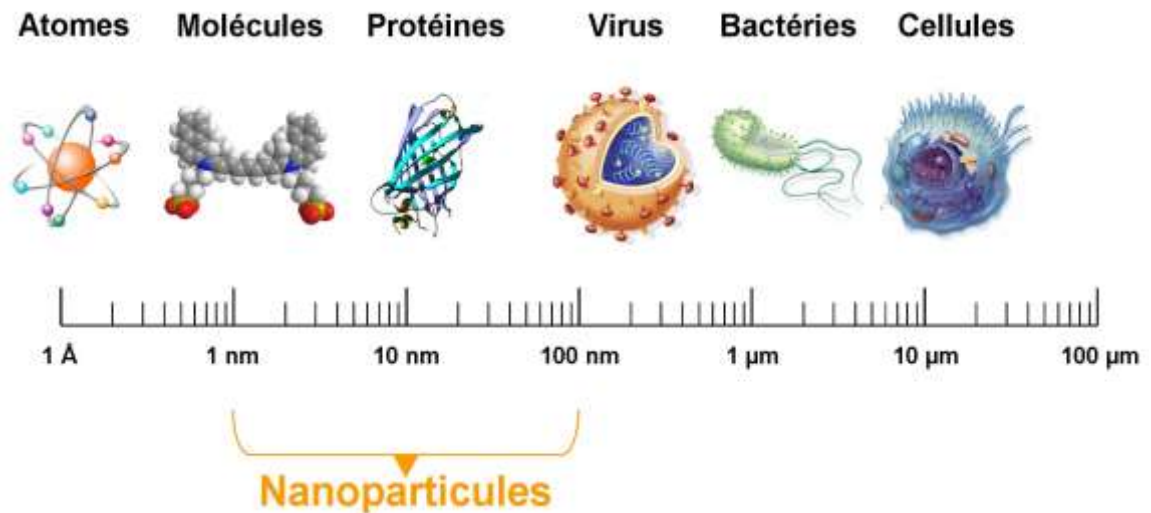 Atomes Molécules Protéines Virus Bactéries Cellules
1 Å 1 nm 10 nm 100 nm 1 µm 10 µm 100 µm
Nanoparticules